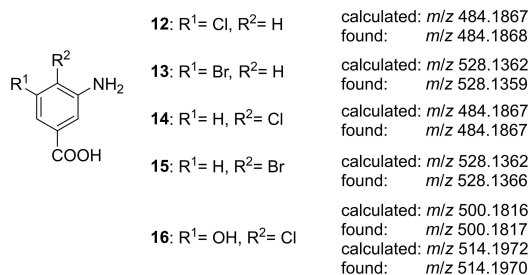 R¹
R²
NH₂
COOH
12: R¹= Cl, R²= H
calculated: m/z 484.1867
found: m/z 484.1868
13: R¹= Br, R²= H
calculated: m/z 528.1362
found: m/z 528.1359
14: R¹= H, R²= Cl
calculated: m/z 484.1867
found: m/z 484.1867
15: R¹= H, R²= Br
calculated: m/z 528.1362
found: m/z 528.1366
16: R¹= OH, R²= Cl
calculated: m/z 500.1816
found: m/z 500.1817
calculated: m/z 514.1972
found: m/z 514.1970